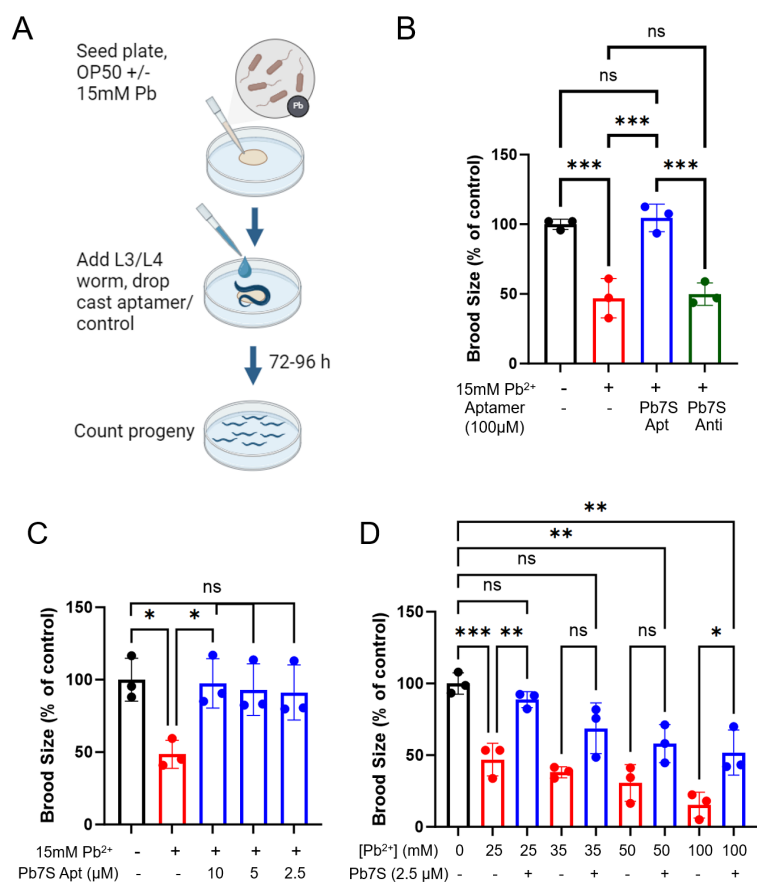 A
Seed plate,
OP50 +/-
15mM Pb
Pb
Add L3/L4
worm, drop
cast aptamer/
control
72-96 h
Count progeny
B
ns
ns
***
*** ***
Brood Size (% of control)
150
100
50
0
15mM Pb²⁺ - + + +
Aptamer - - Pb7S Pb7S
(100µM) Apt Anti
C
ns
* *
Brood Size (% of control)
150
100
50
0
15mM Pb²⁺ - + + + +
Pb7S Apt (µM) - - 10 5 2.5
D
**
**
ns
ns
*** ** ns ns *
Brood Size (% of control)
150
100
50
0
[Pb²⁺] (mM) 0 25 25 35 35 50 50 100 100
Pb7S (2.5 µM) - - + - + - + - +